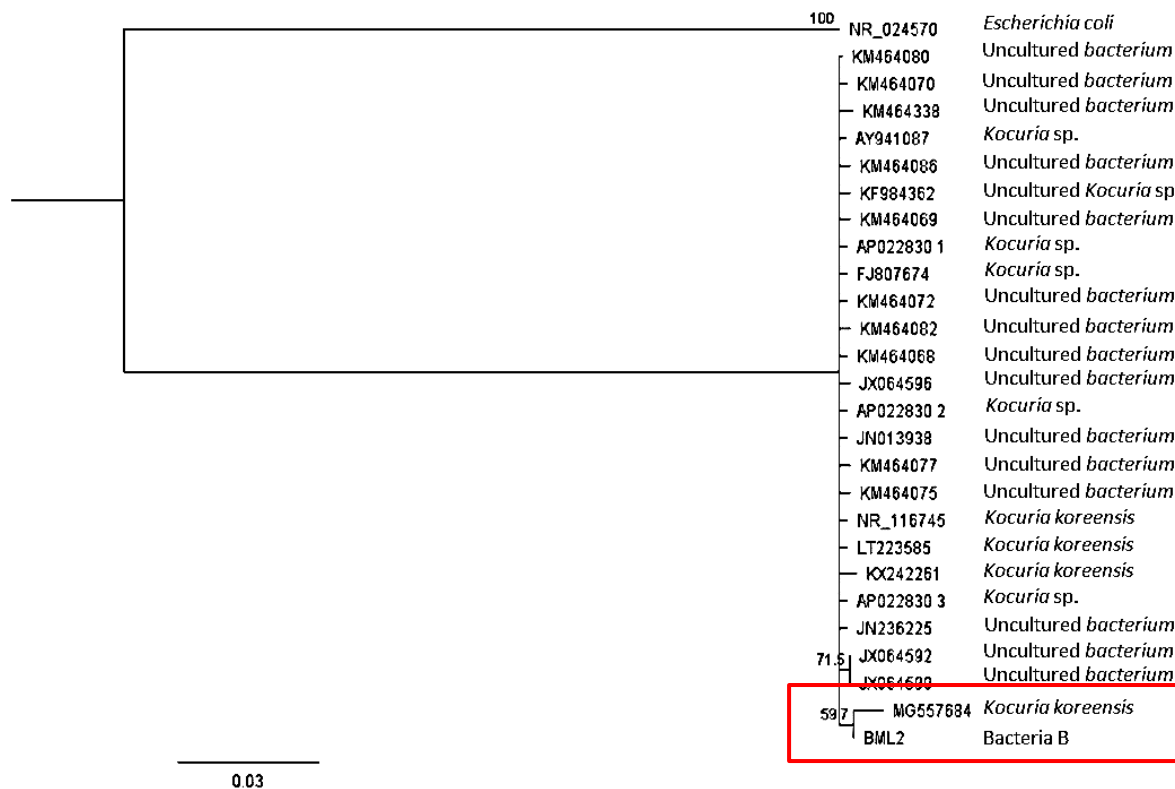 100 NR_024570 Escherichia coli
KM464080 Uncultured bacterium
KM464070 Uncultured bacterium
KM464338 Uncultured bacterium
AY941087 Kocuria sp.
KM464086 Uncultured bacterium
KF984362 Uncultured Kocuria sp
KM464069 Uncultured bacterium
AP022830 1 Kocuria sp.
FJ807674 Kocuria sp.
KM464072 Uncultured bacterium
KM464082 Uncultured bacterium
KM464068 Uncultured bacterium
JX064596 Uncultured bacterium
AP022830 2 Kocuria sp.
JN013938 Uncultured bacterium
KM464077 Uncultured bacterium
KM464075 Uncultured bacterium
NR_116745 Kocuria koreensis
LT223585 Kocuria koreensis
KX242261 Kocuria koreensis
AP022830 3 Kocuria sp.
JN236225 Uncultured bacterium
71.5 JX064592 Uncultured bacterium
Uncultured bacterium
59.7 MG557684 Kocuria koreensis
BML2 Bacteria B
0.03